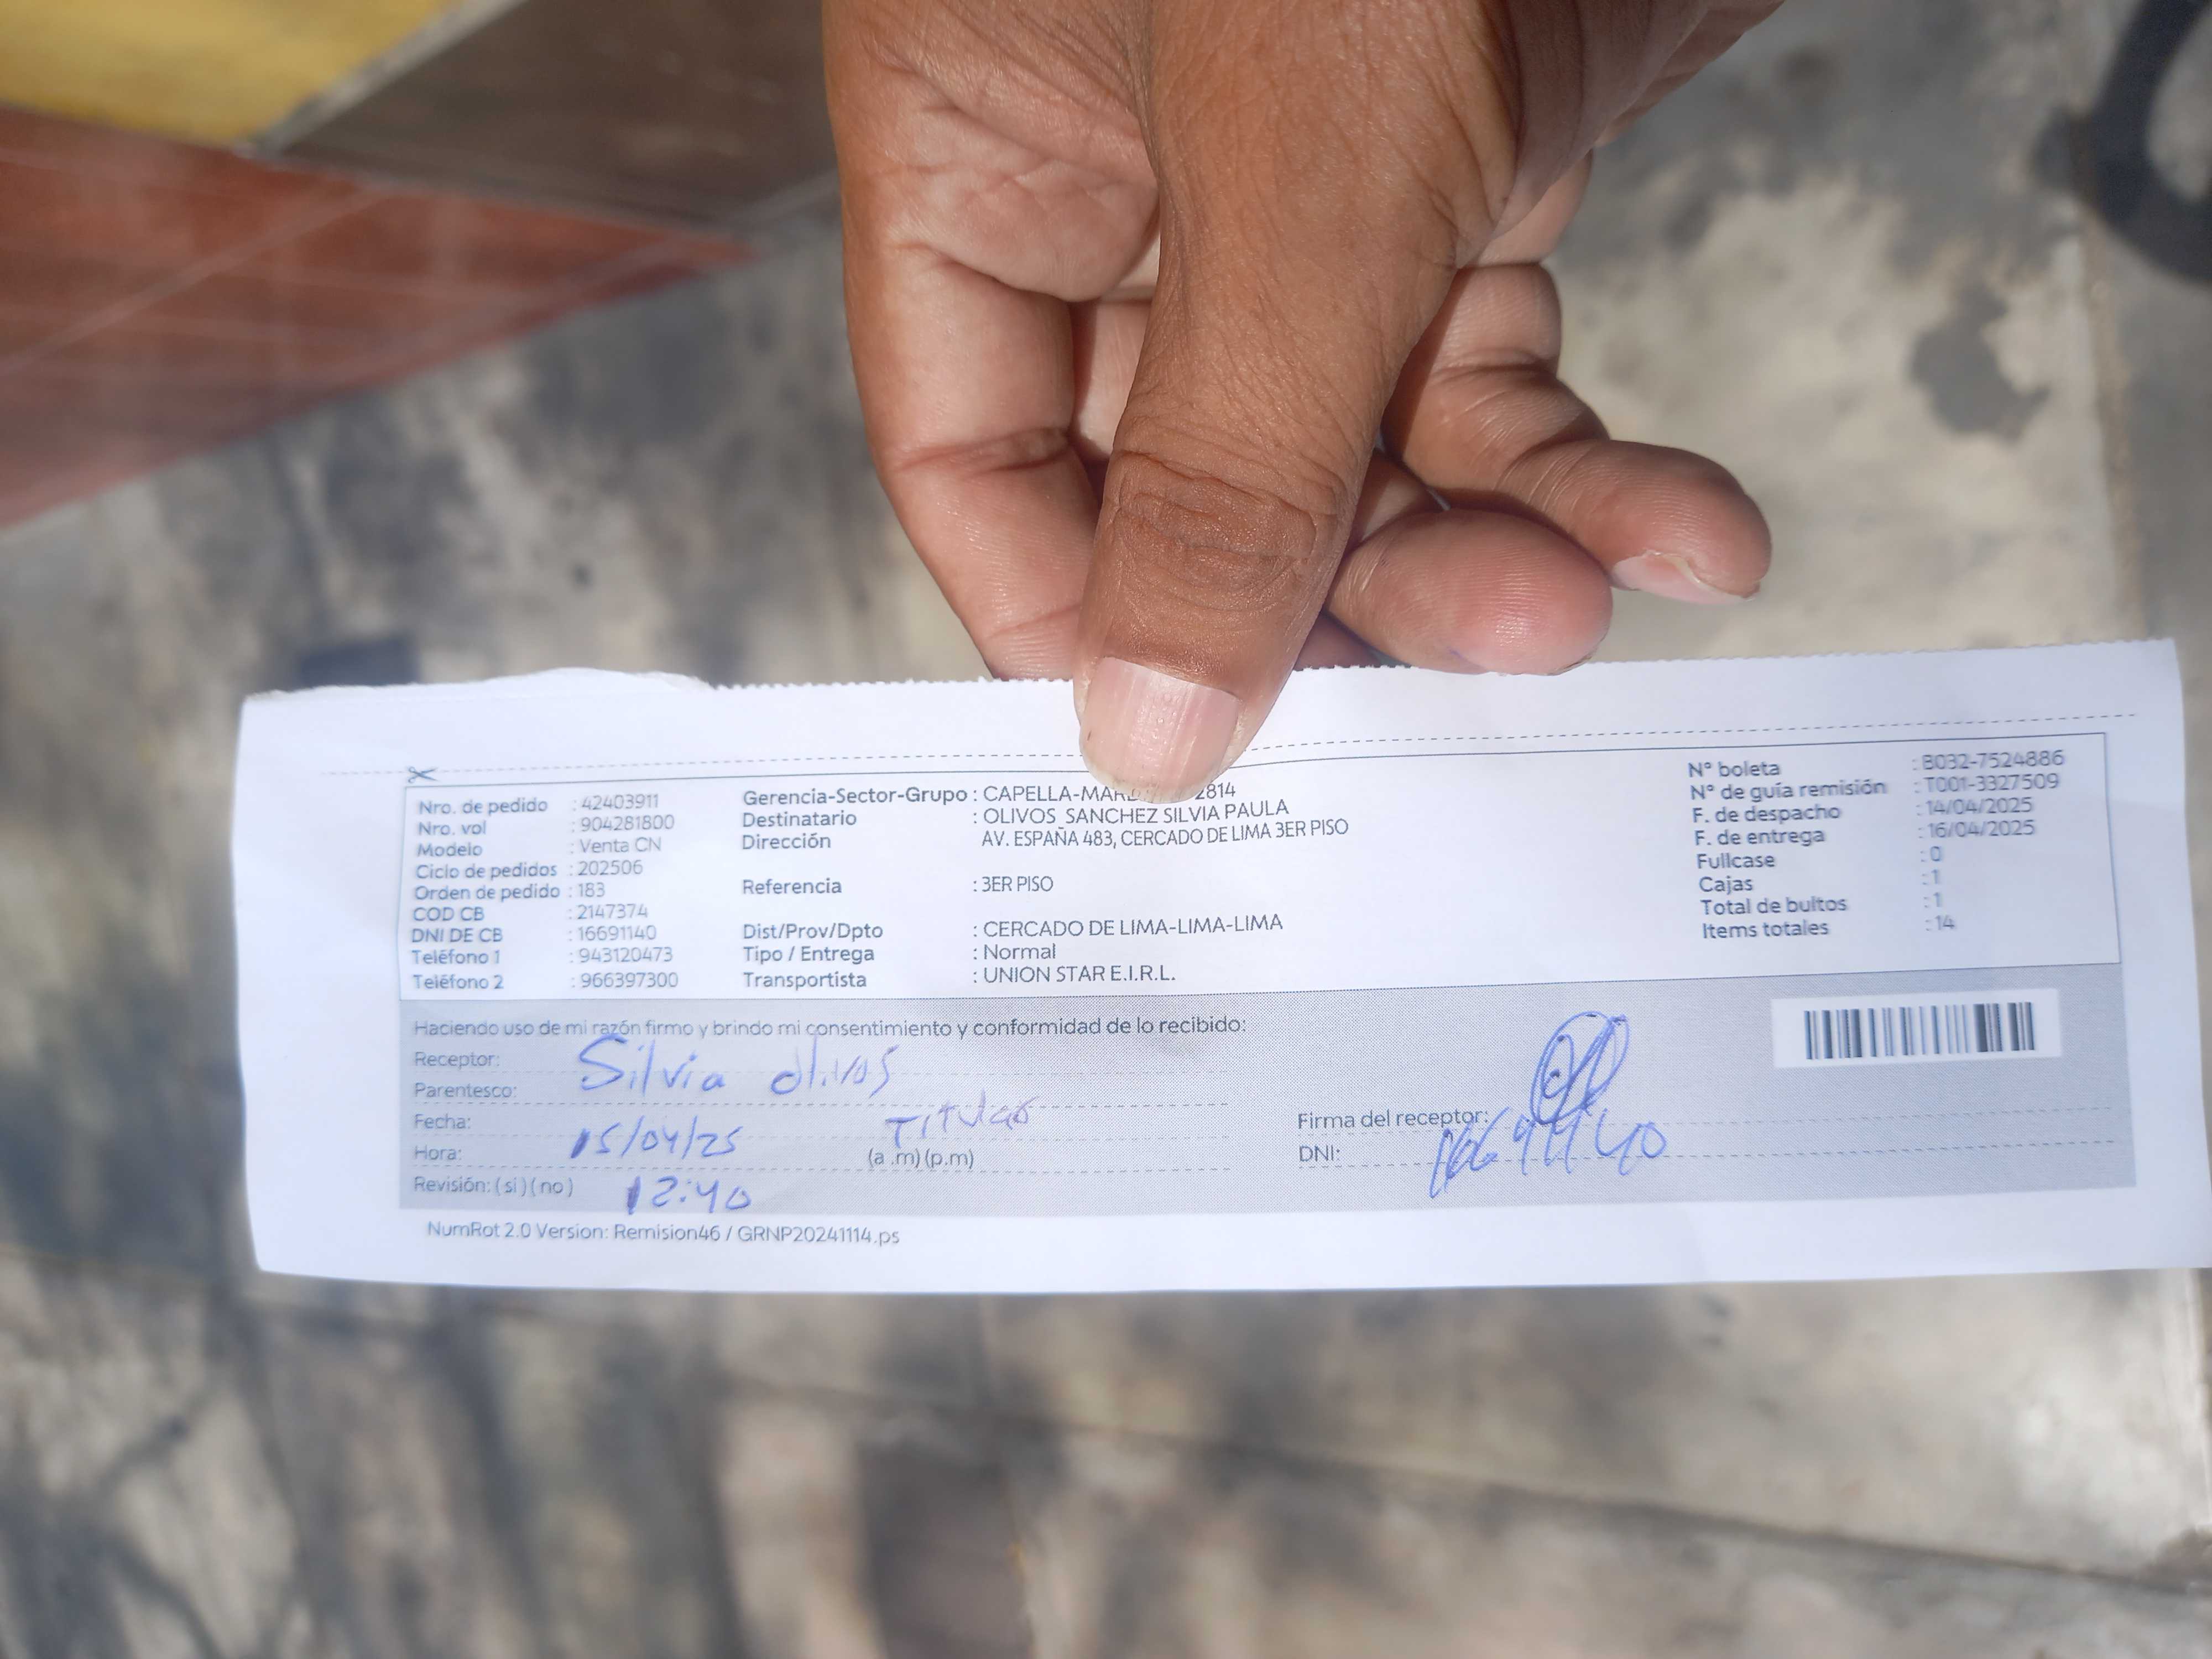 Nro. de pedido : 42403911
Nro. vol : 904281800
Modelo : Venta CN
Ciclo de pedidos : 202506
Orden de pedido : 183
COD CB : 2147374
DNI DE CB : 16691140
Teléfono 1 : 943120473
Teléfono 2 : 966397300
Gerencia-Sector-Grupo : CAPELLA- 2814
Destinatario : OLIVOS SANCHEZ SILVIA PAULA
Dirección AV. ESPAÑA 483, CERCADO DE LIMA 3ER PISO
Referencia : 3ER PISO
Dist/Prov/Dpto : CERCADO DE LIMA-LIMA-LIMA
Tipo / Entrega : Normal
Transportista : UNION STAR E.I.R.L.
N° boleta : B032-7524886
N° de guía remisión : T001-3327509
F. de despacho : 14/04/2025
F. de entrega : 16/04/2025
Fullcase : 0
Cajas : 1
Total de bultos : 1
Items totales : 14
Haciendo uso de mi razón firmo y brindo mi consentimiento y conformidad de lo recibido:
Receptor: Silvia olivos
Parentesco: Titular
Fecha: 15/04/25
Hora: 12:40 (a .m) (p.m)
Revisión: ( si ) ( no )
Firma del receptor:
DNI: 16691140
NumRot 2.0 Version: Remision46 / GRNP20241114.ps